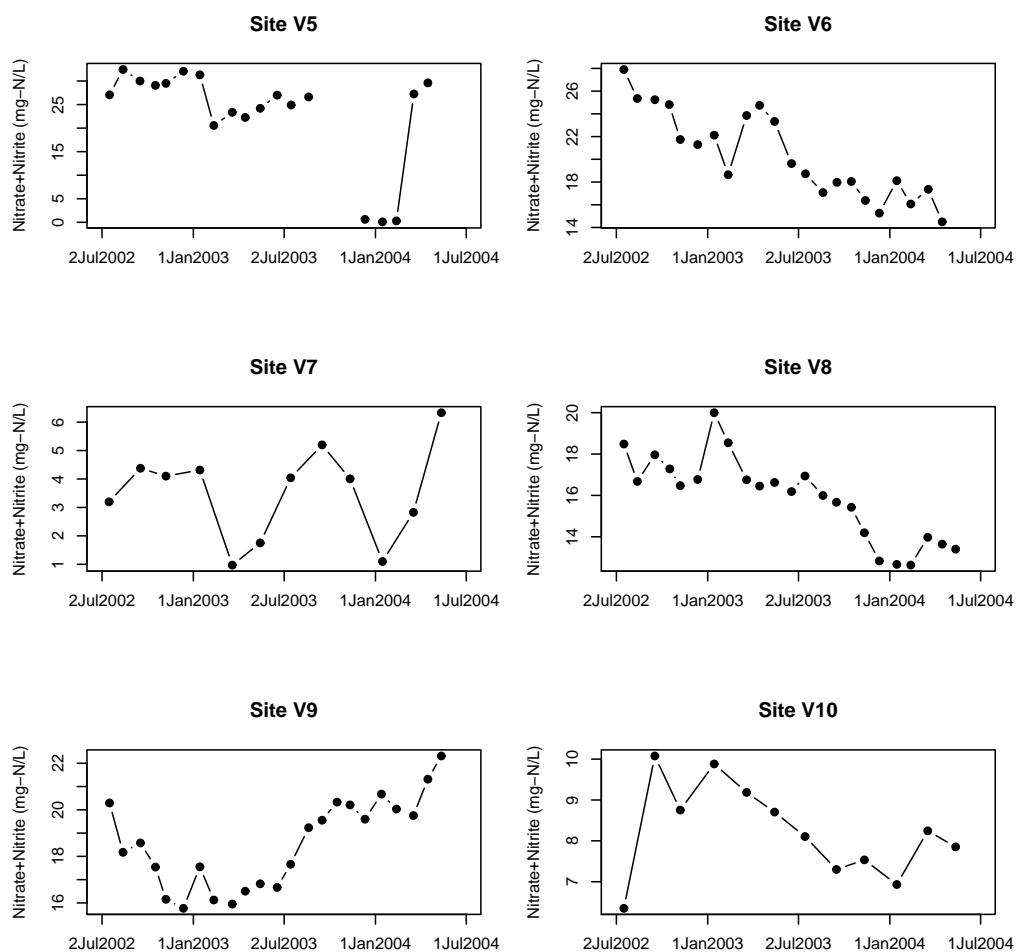 Site V5
Nitrate+Nitrite (mg−N/L)
0 5 15 25
2Jul2002 1Jan2003 2Jul2003 1Jan2004 1Jul2004
Site V6
Nitrate+Nitrite (mg−N/L)
14 18 22 26
2Jul2002 1Jan2003 2Jul2003 1Jan2004 1Jul2004
Site V7
Nitrate+Nitrite (mg−N/L)
1 2 3 4 5 6
2Jul2002 1Jan2003 2Jul2003 1Jan2004 1Jul2004
Site V8
Nitrate+Nitrite (mg−N/L)
14 16 18 20
2Jul2002 1Jan2003 2Jul2003 1Jan2004 1Jul2004
Site V9
Nitrate+Nitrite (mg−N/L)
16 18 20 22
2Jul2002 1Jan2003 2Jul2003 1Jan2004 1Jul2004
Site V10
Nitrate+Nitrite (mg−N/L)
7 8 9 10
2Jul2002 1Jan2003 2Jul2003 1Jan2004 1Jul2004